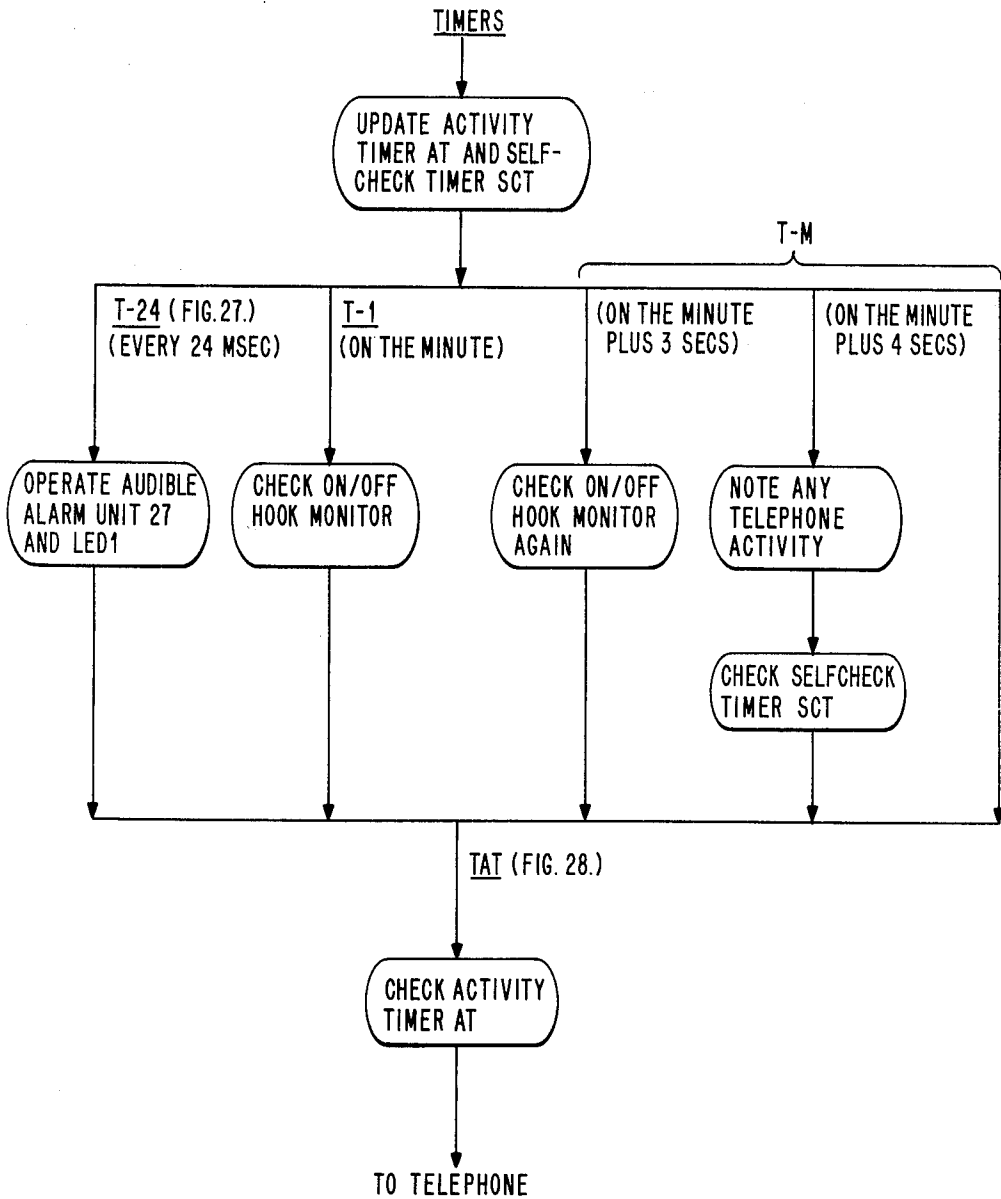 TIMERS
UPDATE ACTIVITY
TIMER AT AND SELF-
CHECK TIMER SCT
T-M
T-24 (FIG.27.)
(EVERY 24 MSEC)
T-1
(ON THE MINUTE)
(ON THE MINUTE
PLUS 3 SECS)
(ON THE MINUTE
PLUS 4 SECS)
OPERATE AUDIBLE
ALARM UNIT 27
AND LED1
CHECK ON/OFF
HOOK MONITOR
CHECK ON/OFF
HOOK MONITOR
AGAIN
NOTE ANY
TELEPHONE
ACTIVITY
CHECK SELFCHECK
TIMER SCT
TAT (FIG. 28.)
CHECK ACTIVITY
TIMER AT
TO TELEPHONE